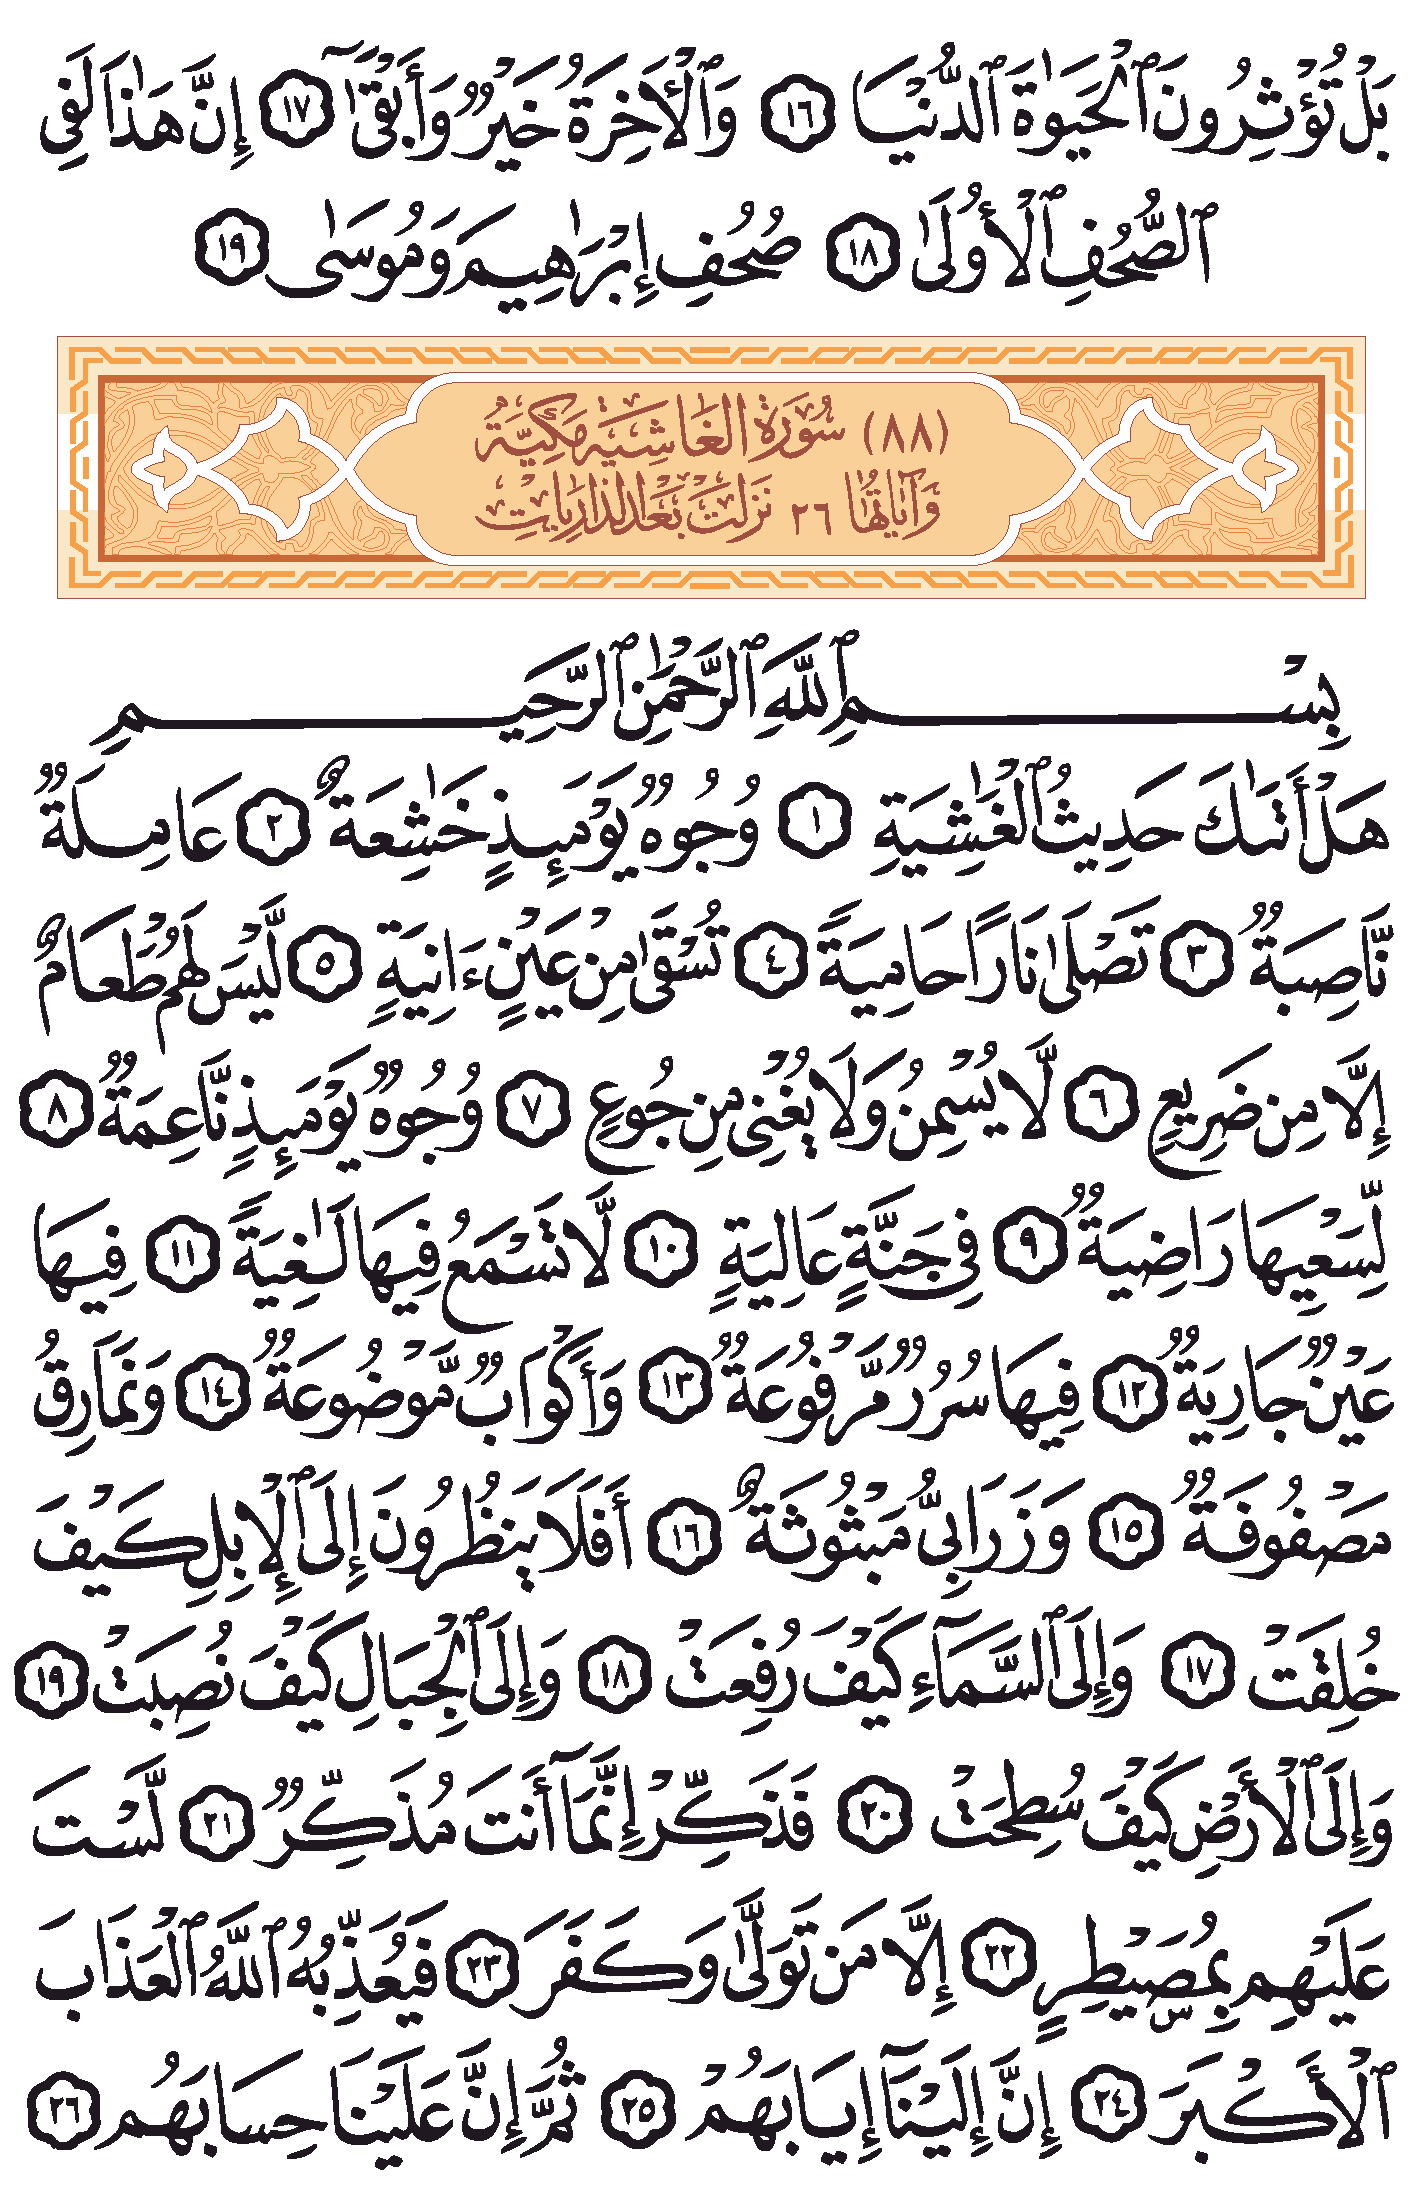 بَلْ تُؤْثِرُونَ ٱلْحَيَوٰةَ ٱلدُّنْيَا ١٦ وَٱلْـَٔاخِرَةُ خَيْرٌ وَأَبْقَىٰٓ ١٧ إِنَّ هَـٰذَا لَفِي
ٱلصُّحُفِ ٱلْأُولَىٰ ١٨ صُحُفِ إِبْرَٰهِيمَ وَمُوسَىٰ ١٩
(٨٨) سُورَةُ الغَاشِيَةِ مَكِّيَّةٌ
وَآيَاتُهَا ٢٦ نَزَلَتْ بَعْدَ الذَّارِيَاتِ
بِسْمِ ٱللَّهِ ٱلرَّحْمَـٰنِ ٱلرَّحِيمِ
هَلْ أَتَىٰكَ حَدِيثُ ٱلْغَـٰشِيَةِ ١ وُجُوهٌ يَوْمَئِذٍ خَـٰشِعَةٌ ٢ عَامِلَةٌ
نَّاصِبَةٌ ٣ تَصْلَىٰ نَارًا حَامِيَةً ٤ تُسْقَىٰ مِنْ عَيْنٍ ءَانِيَةٍ ٥ لَّيْسَ لَهُمْ طَعَامٌ
إِلَّا مِن ضَرِيعٍ ٦ لَّا يُسْمِنُ وَلَا يُغْنِى مِن جُوعٍ ٧ وُجُوهٌ يَوْمَئِذٍ نَّاعِمَةٌ ٨
لِّسَعْيِهَا رَاضِيَةٌ ٩ فِى جَنَّةٍ عَالِيَةٍ ١٠ لَّا تَسْمَعُ فِيهَا لَـٰغِيَةً ١١ فِيهَا
عَيْنٌ جَارِيَةٌ ١٢ فِيهَا سُرُرٌ مَّرْفُوعَةٌ ١٣ وَأَكْوَابٌ مَّوْضُوعَةٌ ١٤ وَنَمَارِقُ
مَصْفُوفَةٌ ١٥ وَزَرَابِىُّ مَبْثُوثَةٌ ١٦ أَفَلَا يَنظُرُونَ إِلَى ٱلْإِبِلِ كَيْفَ
خُلِقَتْ ١٧ وَإِلَى ٱلسَّمَآءِ كَيْفَ رُفِعَتْ ١٨ وَإِلَى ٱلْجِبَالِ كَيْفَ نُصِبَتْ ١٩
وَإِلَى ٱلْأَرْضِ كَيْفَ سُطِحَتْ ٢٠ فَذَكِّرْ إِنَّمَآ أَنتَ مُذَكِّرٌ ٢١ لَّسْتَ
عَلَيْهِم بِمُصَۣيْطِرٍ ٢٢ إِلَّا مَن تَوَلَّىٰ وَكَفَرَ ٢٣ فَيُعَذِّبُهُ ٱللَّهُ ٱلْعَذَابَ
ٱلْأَكْبَرَ ٢٤ إِنَّ إِلَيْنَآ إِيَابَهُمْ ٢٥ ثُمَّ إِنَّ عَلَيْنَا حِسَابَهُم ٢٦